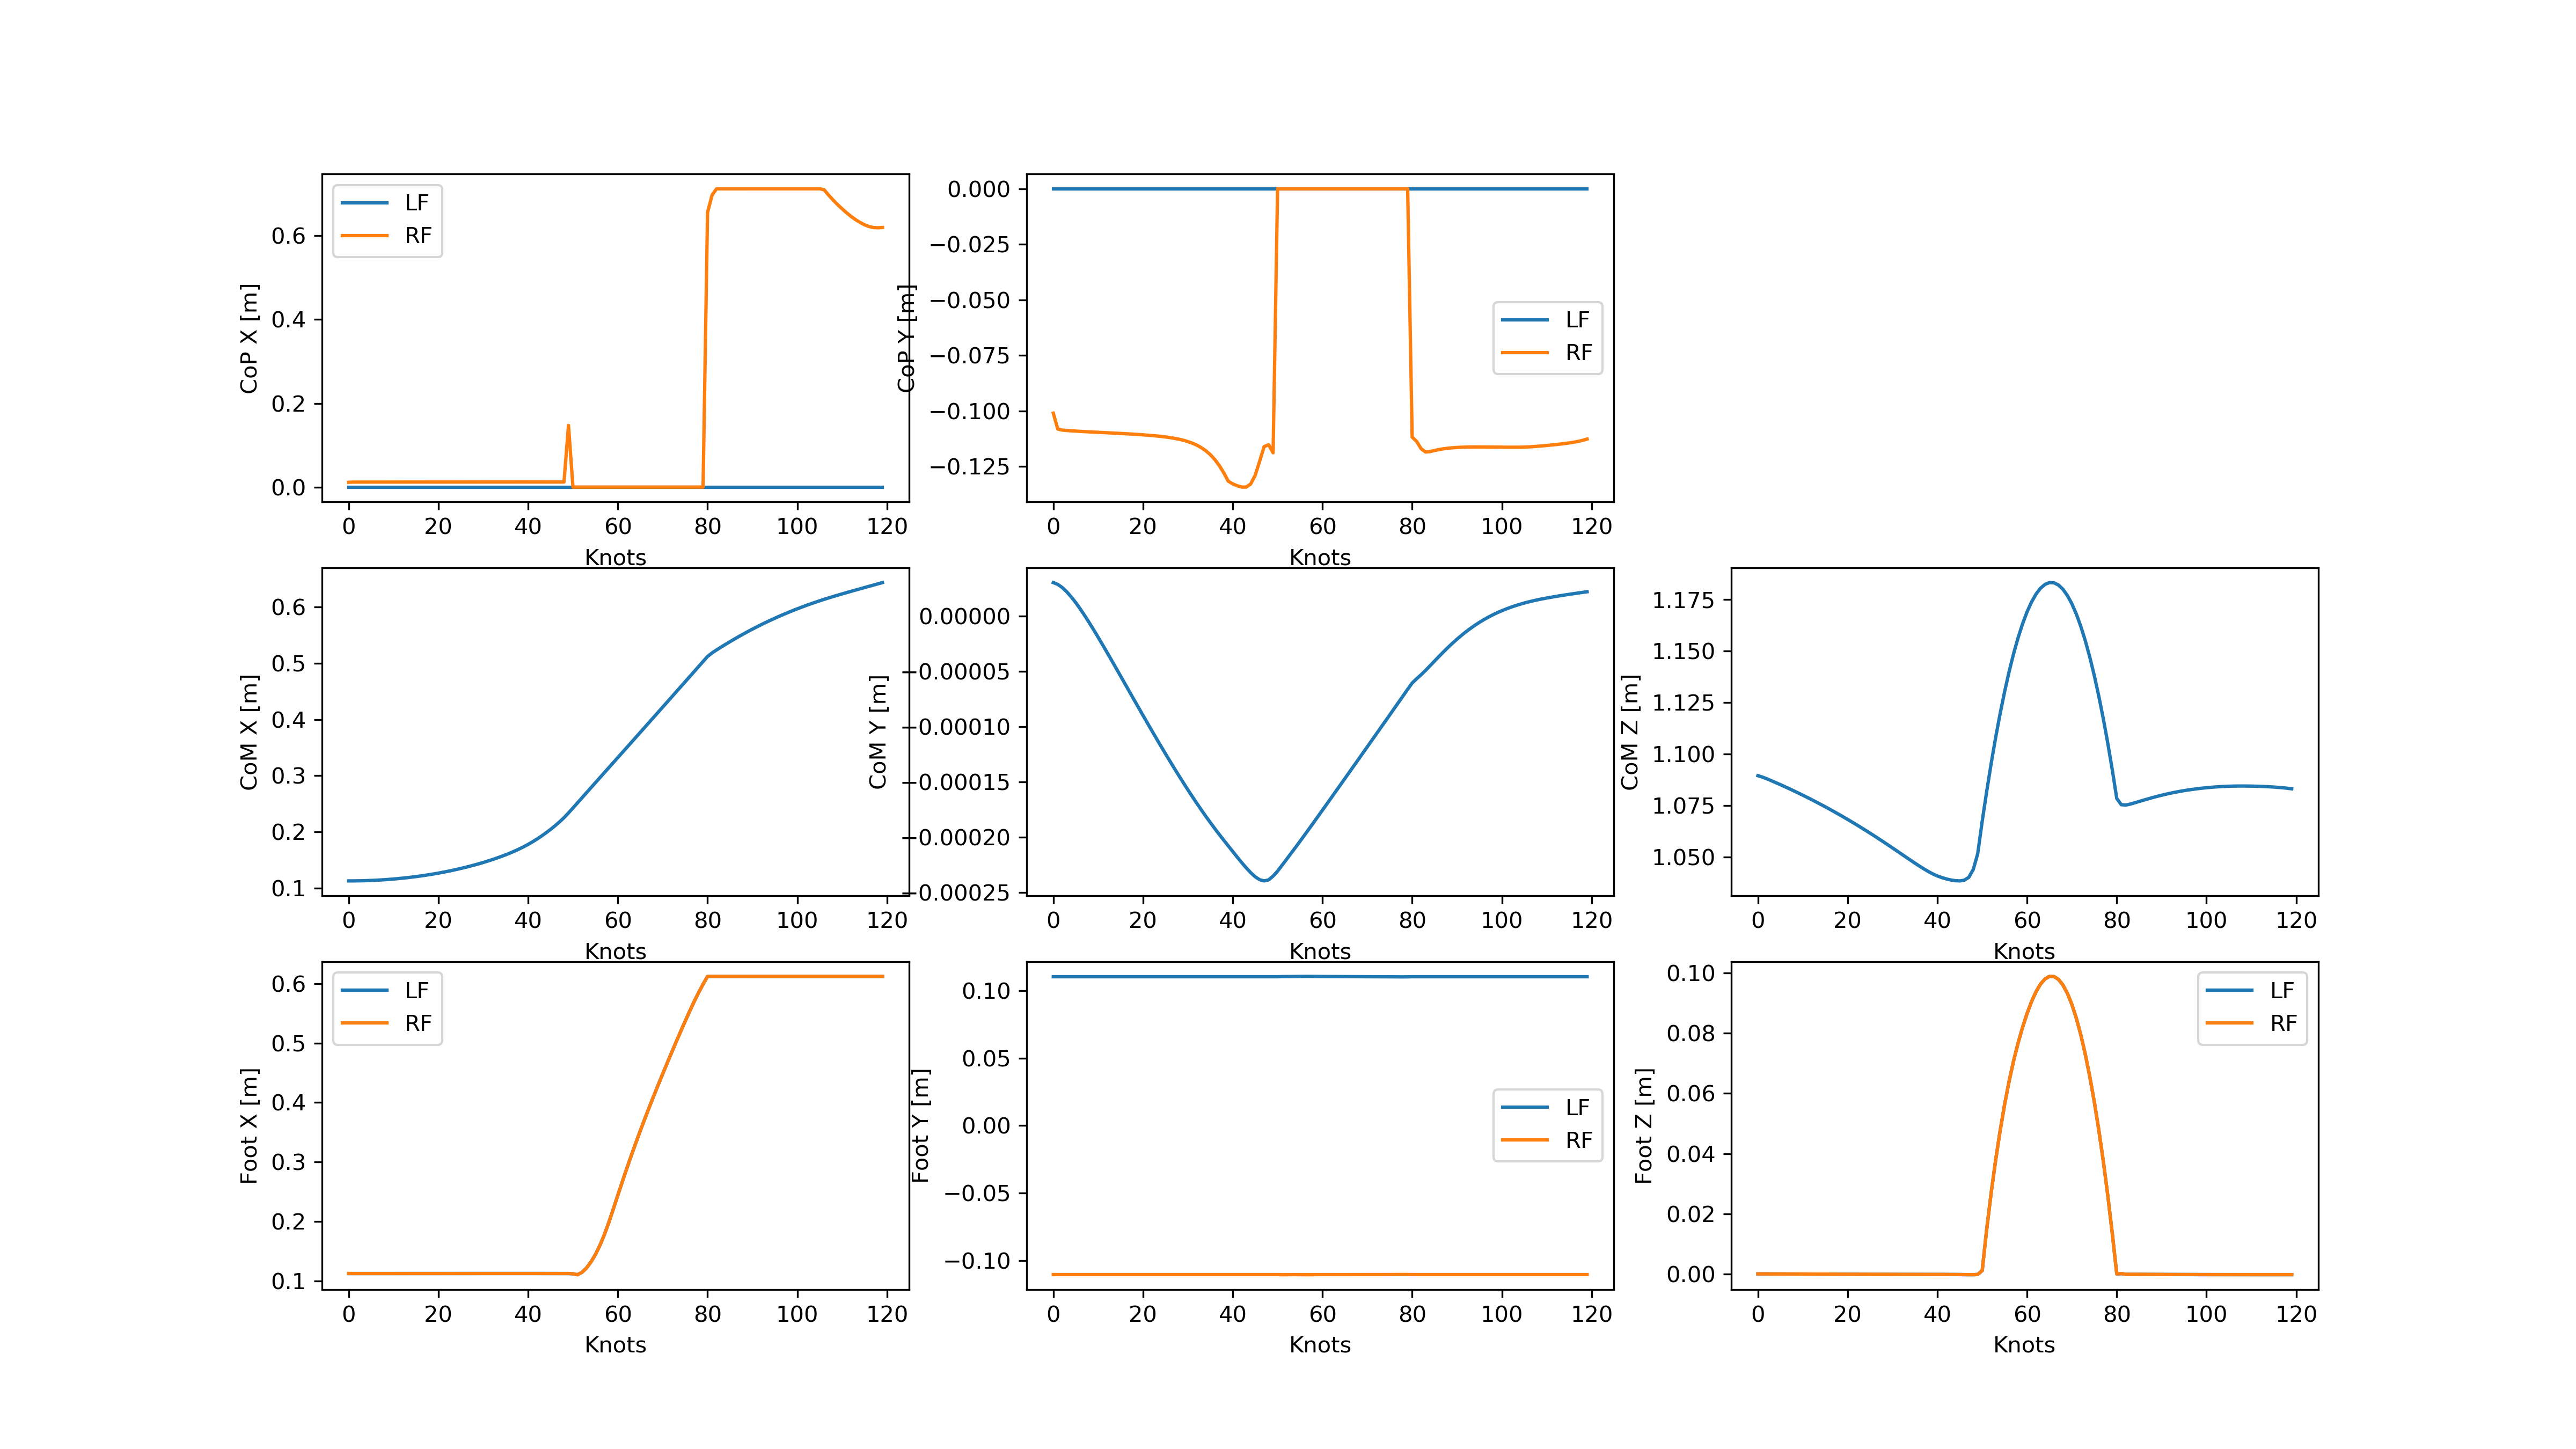 LF
RF
0.6
0.4
0.2
0.0
CoP X [m]
0 20 40 60 80 100 120
Knots
0.000
−0.025
−0.050
−0.075
−0.100
−0.125
CoP Y [m]
LF
RF
0 20 40 60 80 100 120
Knots
0.6
0.5
0.4
0.3
0.2
0.1
CoM X [m]
0 20 40 60 80 100 120
Knots
0.00000
−0.00005
−0.00010
−0.00015
−0.00020
−0.00025
CoM Y [m]
0 20 40 60 80 100 120
Knots
1.175
1.150
1.125
1.100
1.075
1.050
CoM Z [m]
0 20 40 60 80 100 120
Knots
LF
RF
0.6
0.5
0.4
0.3
0.2
0.1
Foot X [m]
0 20 40 60 80 100 120
Knots
0.10
0.05
0.00
−0.05
−0.10
Foot Y [m]
LF
RF
0 20 40 60 80 100 120
Knots
0.10
0.08
0.06
0.04
0.02
0.00
Foot Z [m]
LF
RF
0 20 40 60 80 100 120
Knots